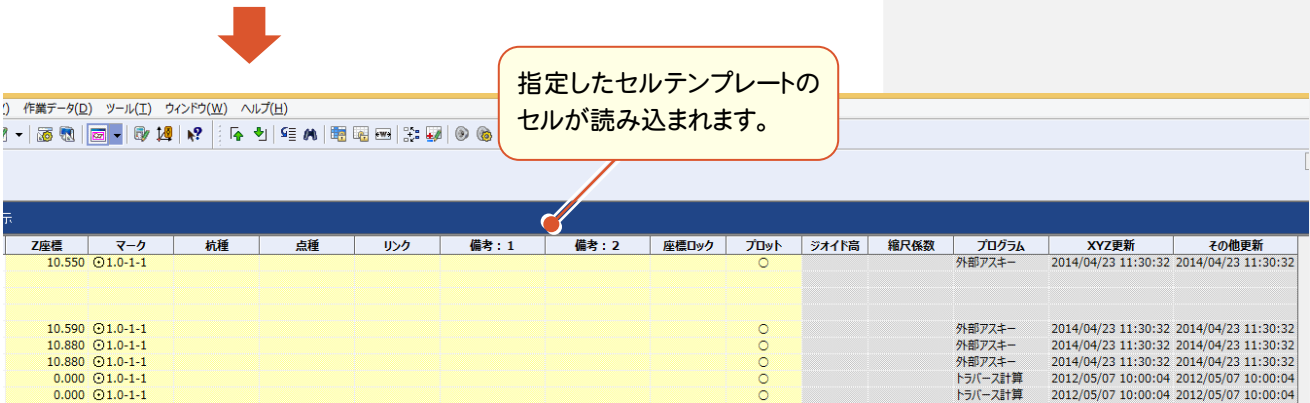 指定したセルテンプレートの
セルが読み込まれます。
作業データ(D) ツール(T) ウィンドウ(W) ヘルプ(H)
示
Z座標 マーク 杭種 点種 リンク 備考：1 備考：2 座標ロック プロット ジオイド高 縮尺係数 プログラム XYZ更新 その他更新
10.550 ⊙1.0-1-1 ○ 外部アスキー 2014/04/23 11:30:32 2014/04/23 11:30:32
10.590 ⊙1.0-1-1 ○ 外部アスキー 2014/04/23 11:30:32 2014/04/23 11:30:32
10.880 ⊙1.0-1-1 ○ 外部アスキー 2014/04/23 11:30:32 2014/04/23 11:30:32
10.880 ⊙1.0-1-1 ○ 外部アスキー 2014/04/23 11:30:32 2014/04/23 11:30:32
0.000 ⊙1.0-1-1 ○ トラバース計算 2012/05/07 10:00:04 2012/05/07 10:00:04
0.000 ⊙1.0-1-1 ○ トラバース計算 2012/05/07 10:00:04 2012/05/07 10:00:04